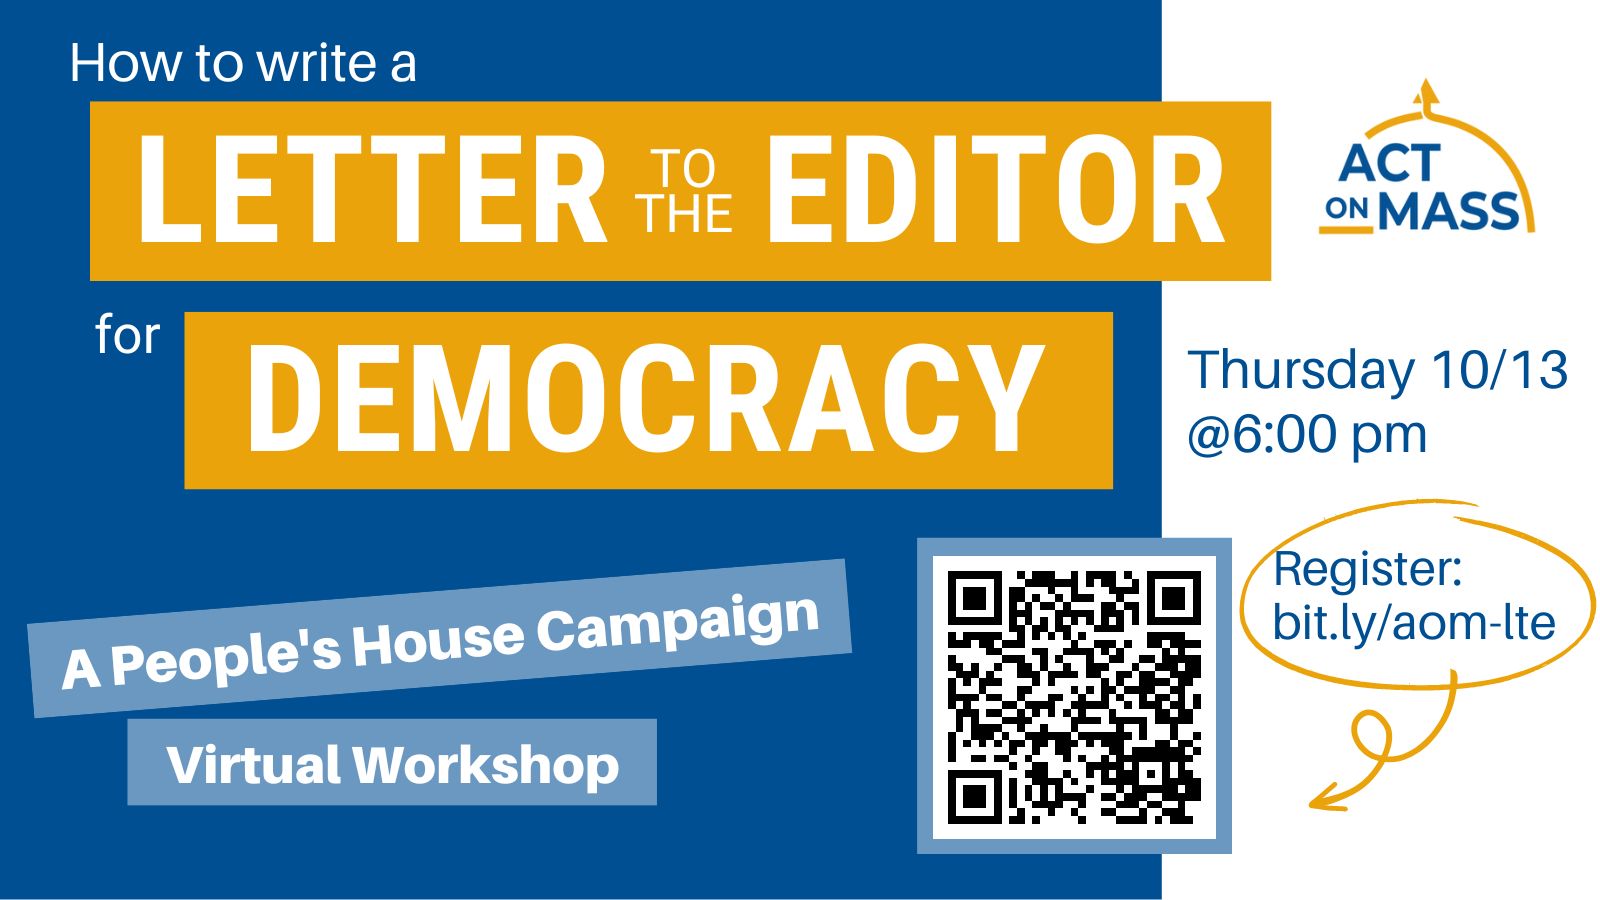 How to write a
LETTER TO THE EDITOR
for DEMOCRACY
A People's House Campaign
Virtual Workshop
ACT
ON MASS
Thursday 10/13
@6:00 pm
Register:
bit.ly/aom-lte